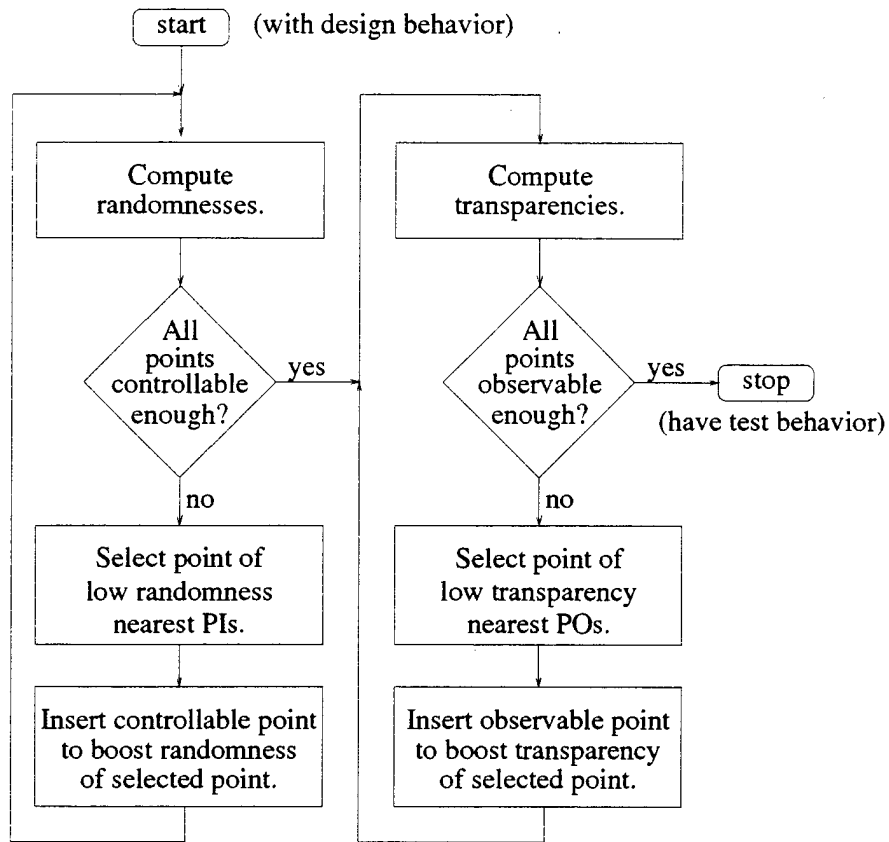 start (with design behavior)
Compute
randomnesses.
All
points
controllable
enough?
yes
no
Select point of
low randomness
nearest PIs.
Insert controllable point
to boost randomness
of selected point.
Compute
transparencies.
All
points
observable
enough?
yes
stop
(have test behavior)
no
Select point of
low transparency
nearest POs.
Insert observable point
to boost transparency
of selected point.